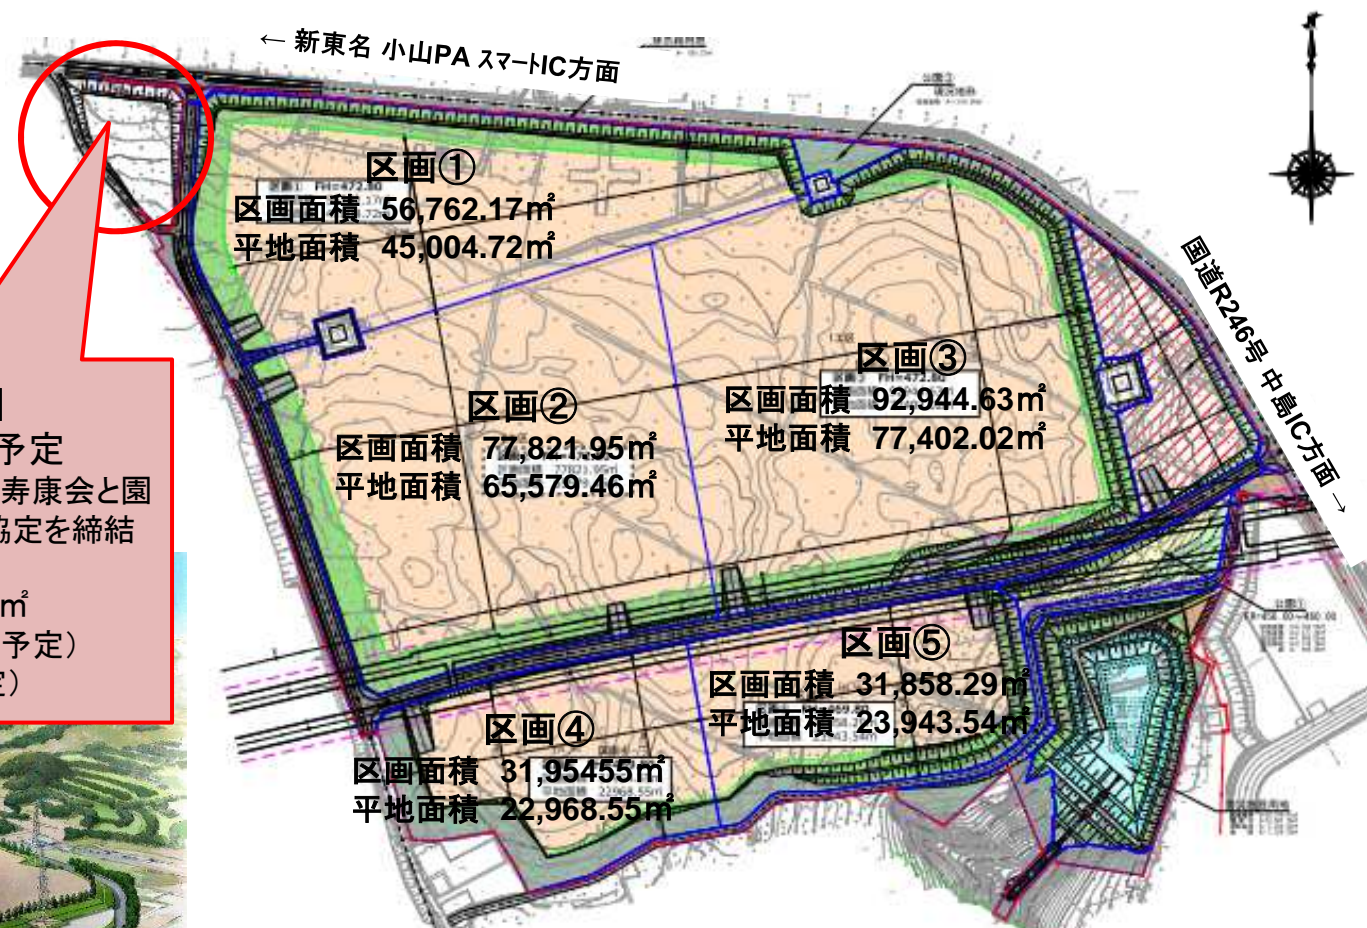 ← 新東名 小山PA スマートIC方面
区画①
区画面積 56,762.17㎡
平地面積 45,004.72㎡
国道R246号 中島IC方面 →
区画③
区画面積 92,944.63㎡
平地面積 77,402.02㎡
区画②
区画面積 77,821.95㎡
平地面積 65,579.46㎡
予定
寿康会と園
協定を締結
㎡
予定）
定）
区画⑤
区画面積 31,858.29㎡
平地面積 23,943.54㎡
区画④
区画面積 31,95455㎡
平地面積 22,968.55㎡